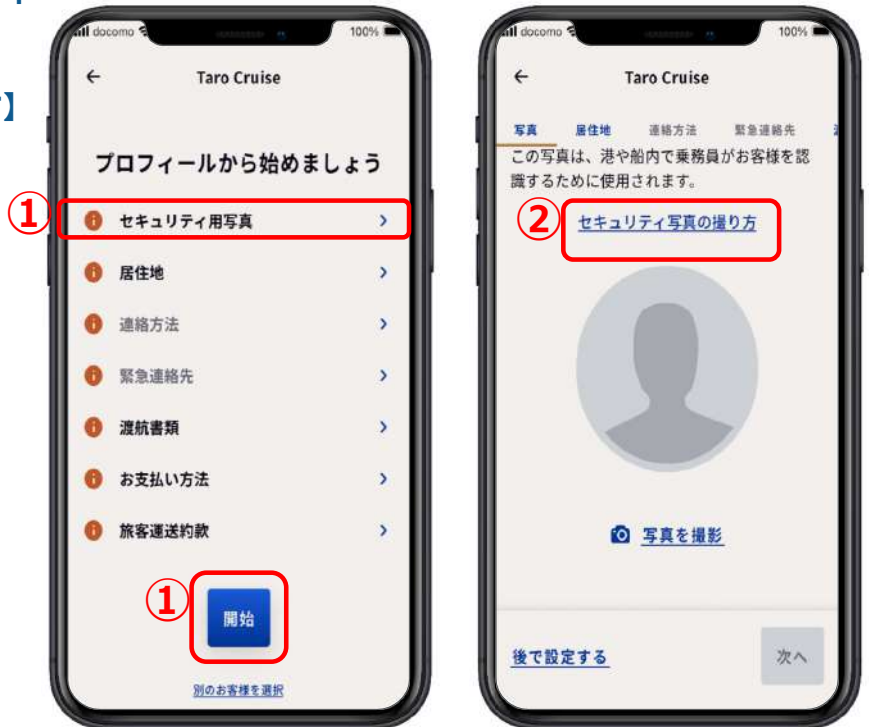 】
docomo
100%
←
Taro Cruise
プロフィールから始めましょう
①
セキュリティ用写真
>
居住地
>
連絡方法
>
緊急連絡先
>
渡航書類
>
お支払い方法
>
旅客運送約款
>
①
開始
別のお客様を選択
docomo
100%
←
Taro Cruise
写真 居住地 連絡方法 緊急連絡先
この写真は、港や船内で乗務員がお客様を認
識するために使用されます。
②
セキュリティ写真の撮り方
写真を撮影
後で設定する
次へ